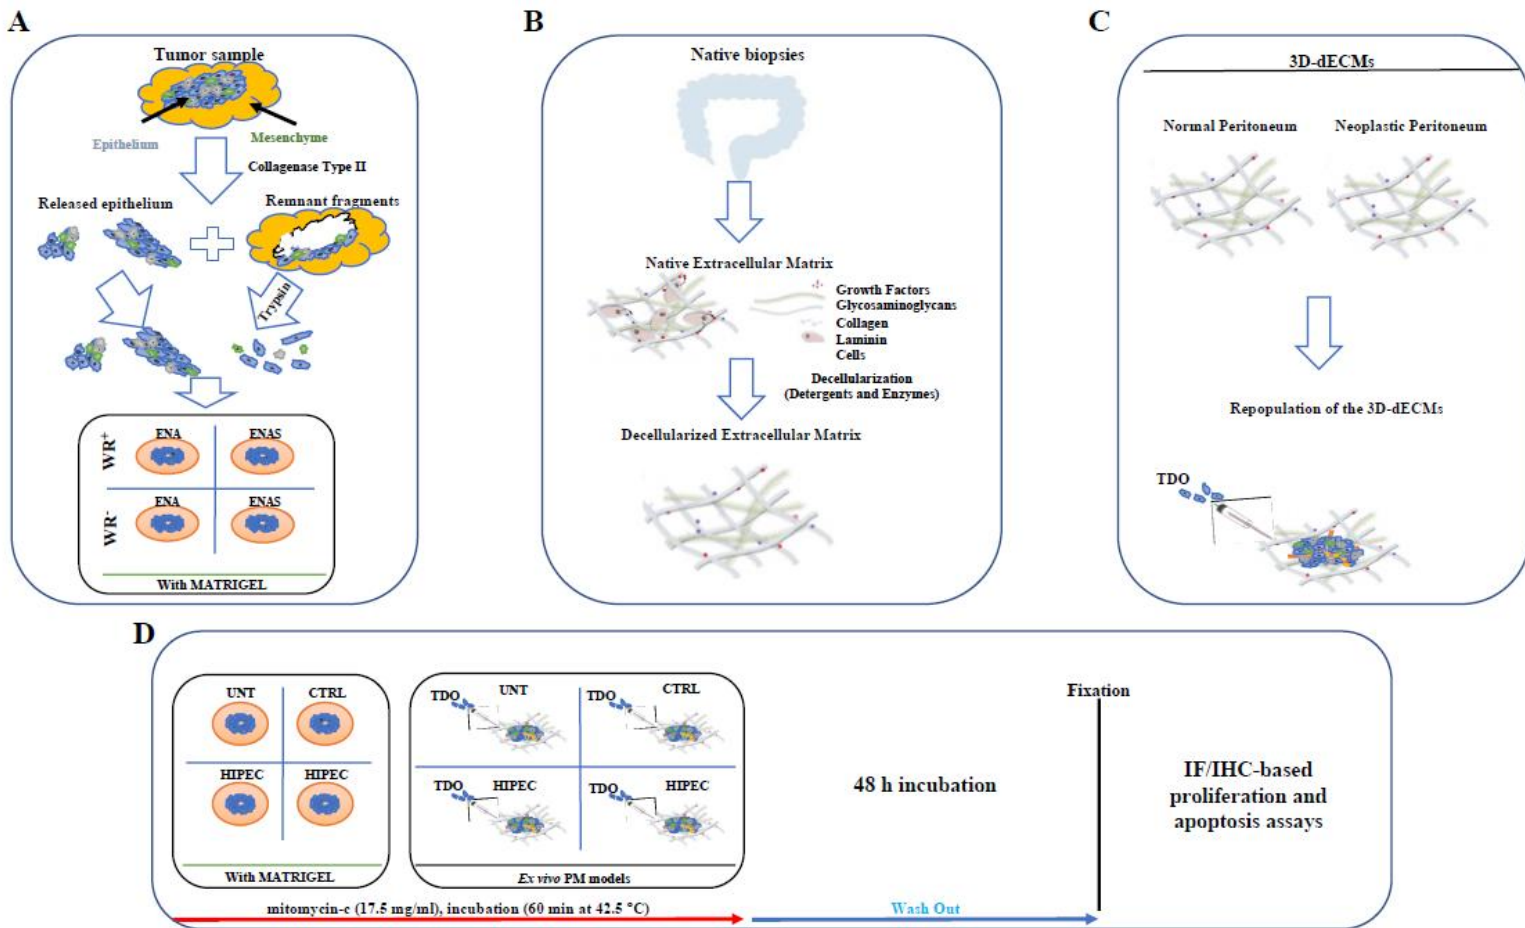 A
Tumor sample
Epithelium
Mesenchyme
Collagenase Type II
Released epithelium
Remnant fragments
Trypsin
WR+
ENA
ENAS
WR-
ENA
ENAS
With MATRIGEL
B
Native biopsies
Native Extracellular Matrix
Growth Factors
Glycosaminoglycans
Collagen
Laminin
Cells
Decellularization
(Detergents and Enzymes)
Decellularized Extracellular Matrix
C
3D-dECMs
Normal Peritoneum
Neoplastic Peritoneum
Repopulation of the 3D-dECMs
TDO
D
UNT
CTRL
HIPEC
HIPEC
With MATRIGEL
TDO
UNT
TDO
CTRL
TDO
HIPEC
TDO
HIPEC
Ex vivo PM models
mitomycin-c (17.5 mg/ml), incubation (60 min at 42.5 °C)
48 h incubation
Wash Out
Fixation
IF/IHC-based
proliferation and
apoptosis assays